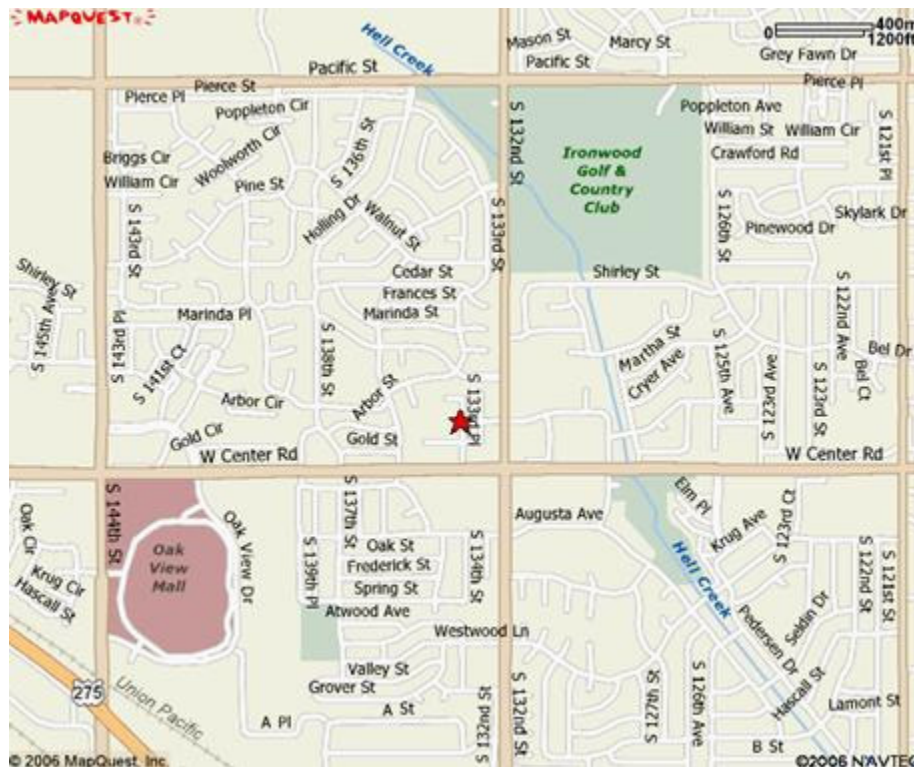 MAPQUEST
Hell Creek
Mason St
Marcy St
0
400m
1200ft
Pacific St
Pacific St
Grey Fawn Dr
Pierce St
Pierce Pl
Pierce Pl
Poppleton Cir
Poppleton Ave
S 132nd St
S 136th St
William St
William Cir
S 121st Pl
Woolworth Cir
Crawford Rd
Briggs Cir
William Cir
Pine St
Ironwood
Golf &
Country
Club
S 143rd St
Holling Dr
Walnut St
S 133rd St
S 126th St
Skylark Dr
Pinewood Dr
Shirley St
Cedar St
Shirley St
Frances St
S 145th Ave
S 143rd Pl
Marinda Pl
Marinda St
S 122nd Ave
S 138th St
Martha St
S 125th Ave
Bel Dr
S 141st Ct
Cryer Ave
S 123rd Ave
S 123rd St
Bel Ct
Arbor Cir
Arbor St
S 133rd Pl
Gold Cir
Gold St
W Center Rd
W Center Rd
S 144th St
Oak View Dr
S 137th St
Elm Pl
S 123rd Ct
Augusta Ave
Krug Ave
Oak Cir
Oak
View
Mall
S 139th Pl
Oak St
S 134th St
Frederick St
Hell Creek
S 122nd St
S 121st St
Krug Cir
Hascall St
Spring St
Atwood Ave
Seldin Dr
Westwood Ln
Pedersen Dr
Valley St
Grover St
Hascall St
275
Union Pacific
A Pl
A St
S 132nd St
S 132nd St
S 127th St
S 126th Ave
Lamont St
B St
© 2006 MapQuest, Inc.
©2006 NAVTEQ